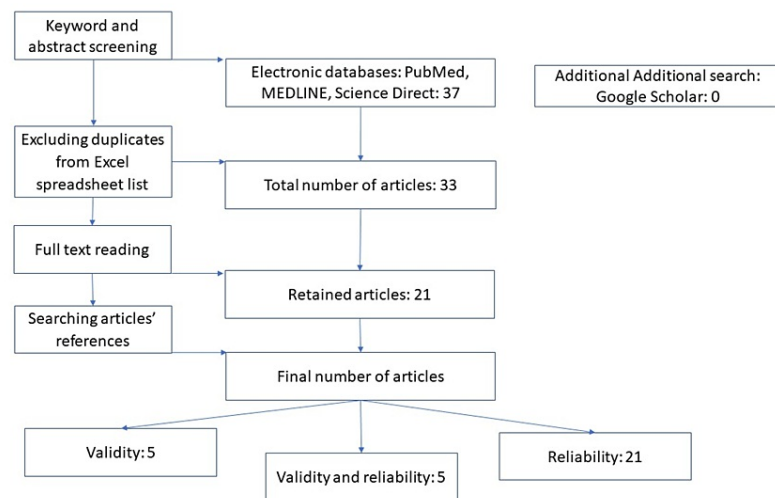 Keyword and
abstract screening
Electronic databases: PubMed,
MEDLINE, Science Direct: 37
Additional Additional search:
Google Scholar: 0
Excluding duplicates
from Excel
spreadsheet list
Total number of articles: 33
Full text reading
Retained articles: 21
Searching articles’
references
Final number of articles
Validity: 5
Validity and reliability: 5
Reliability: 21